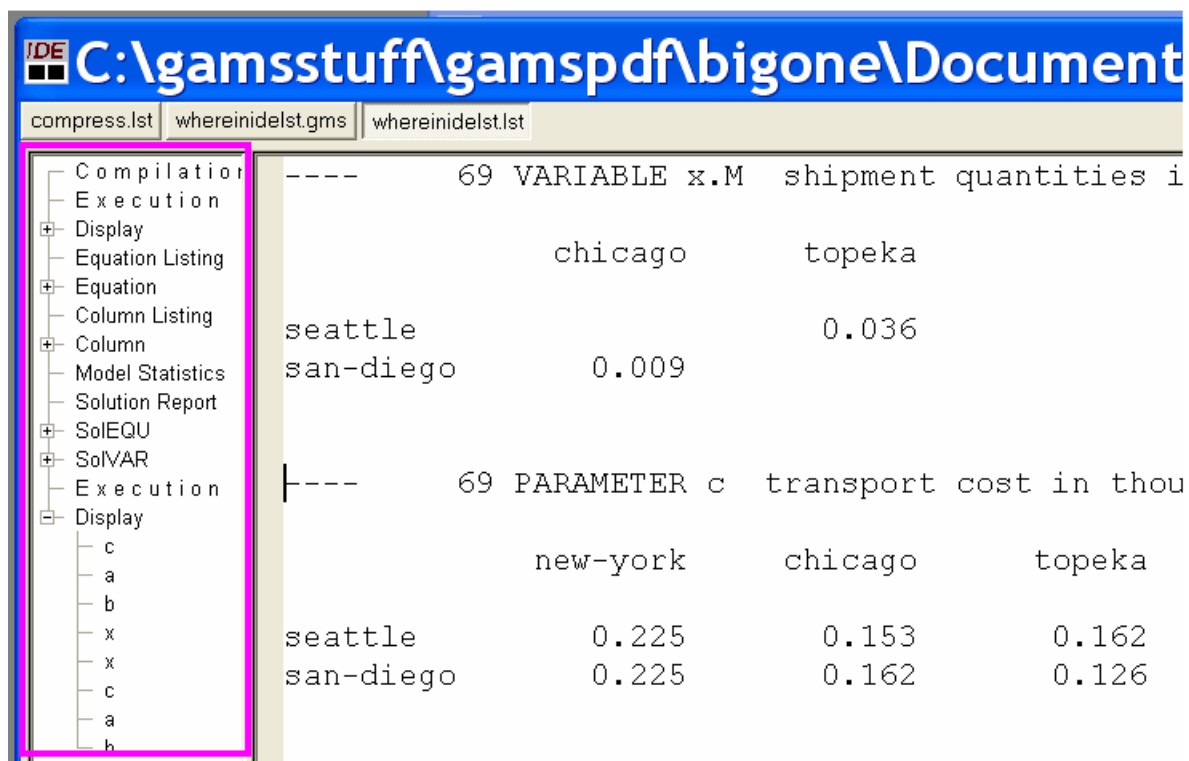 IDE C:\gamsstuff\gamspdf\bigone\Document
compress.lst whereinidelst.gms whereinidelst.lst
Compilation
Execution
Display
Equation Listing
Equation
Column Listing
Column
Model Statistics
Solution Report
SolEQU
SolVAR
Execution
Display
c
a
b
x
x
c
a
b
---- 69 VARIABLE x.M shipment quantities i
chicago topeka
seattle 0.036
san-diego 0.009
---- 69 PARAMETER c transport cost in thou
new-york chicago topeka
seattle 0.225 0.153 0.162
san-diego 0.225 0.162 0.126